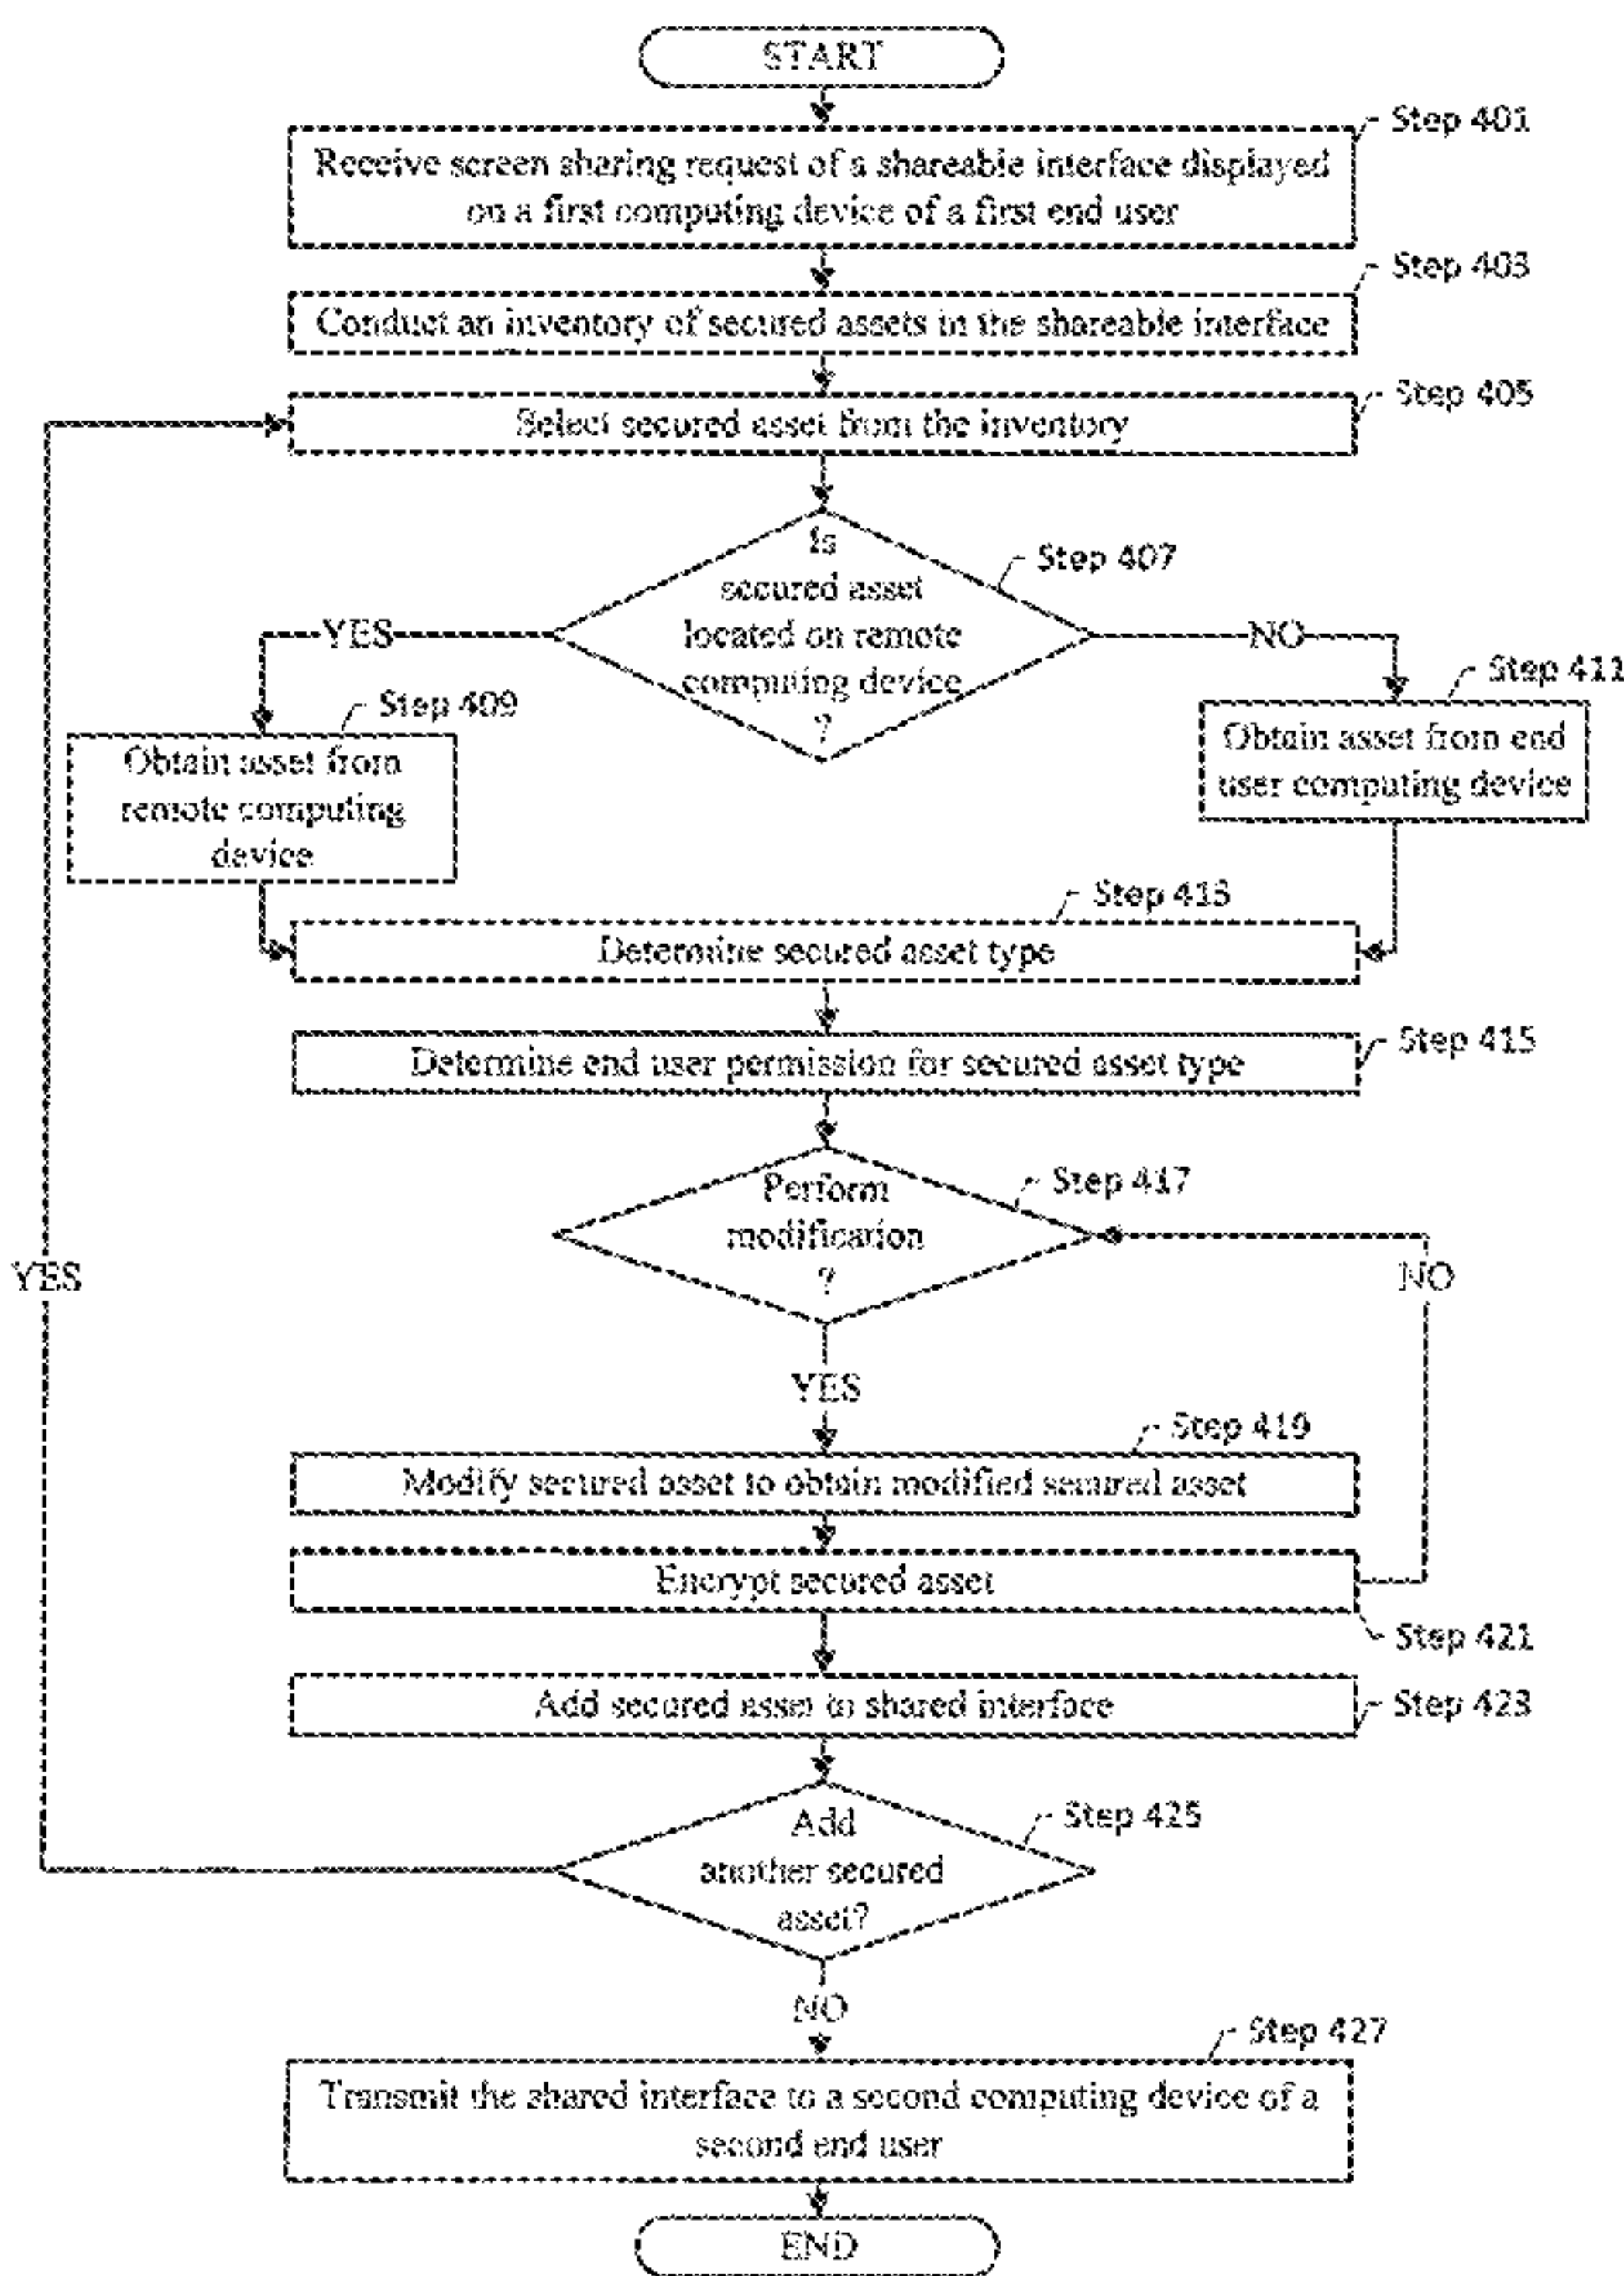 START
Step 401
Receive screen sharing request of a shareable interface displayed
on a first computing device of a first end user
Step 403
Conduct an inventory of secured assets in the shareable interface
Step 405
Select secured asset from the inventory
Is
secured asset
located on remote
computing device
?
Step 407
YES
NO
Step 409
Obtain asset from
remote computing
device
Step 411
Obtain asset from end
user computing device
Step 413
Determine secured asset type
Step 415
Determine end user permission for secured asset type
Perform
modification
?
Step 417
YES
NO
YES
Step 419
Modify secured asset to obtain modified secured asset
Encrypt secured asset
Step 421
Add secured asset to shared interface
Step 423
Add
another secured
asset?
Step 425
NO
Step 427
Transmit the shared interface to a second computing device of a
second end user
END